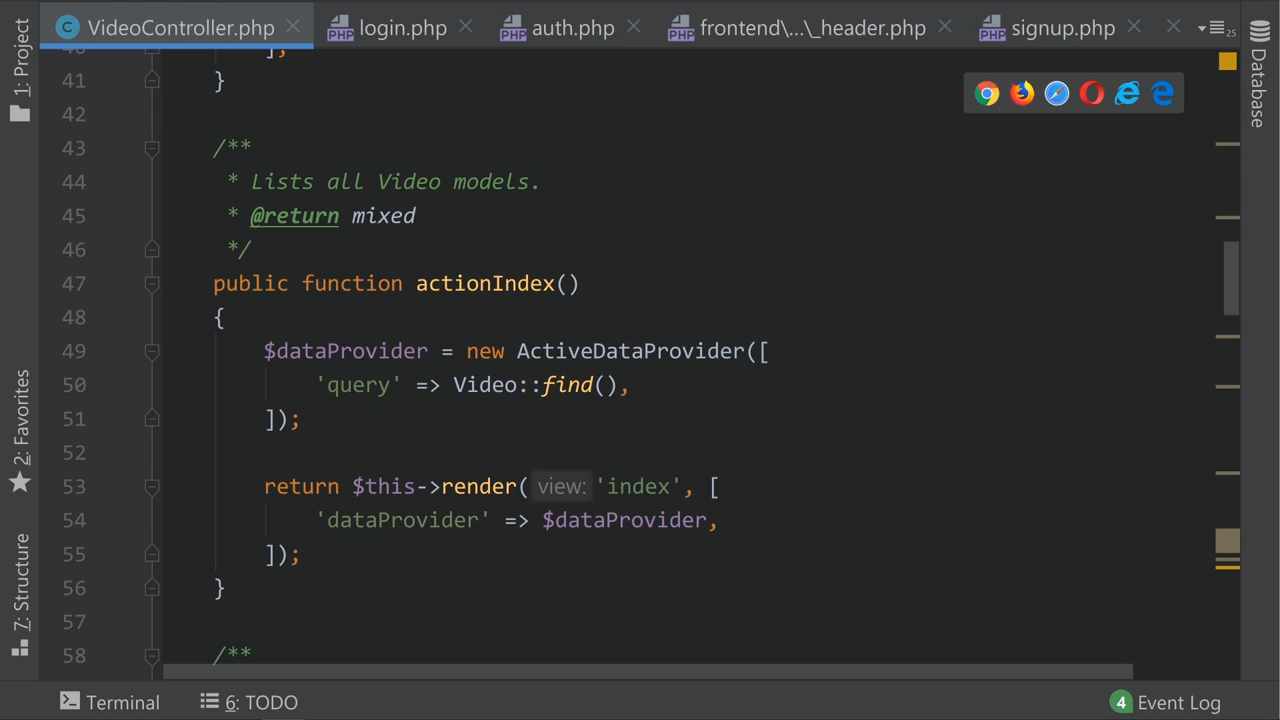 VideoController.php
login.php
auth.php
frontend\...\_header.php
signup.php
25
1: Project
2: Favorites
7: Structure
Database
];
41 }
42
43 /**
44 * Lists all Video models.
45 * @return mixed
46 */
47 public function actionIndex()
48 {
49 $dataProvider = new ActiveDataProvider([
50 'query' => Video::find(),
51 ]);
52
53 return $this->render( view: 'index', [
54 'dataProvider' => $dataProvider,
55 ]);
56 }
57
58 /**
Terminal
6: TODO
4 Event Log